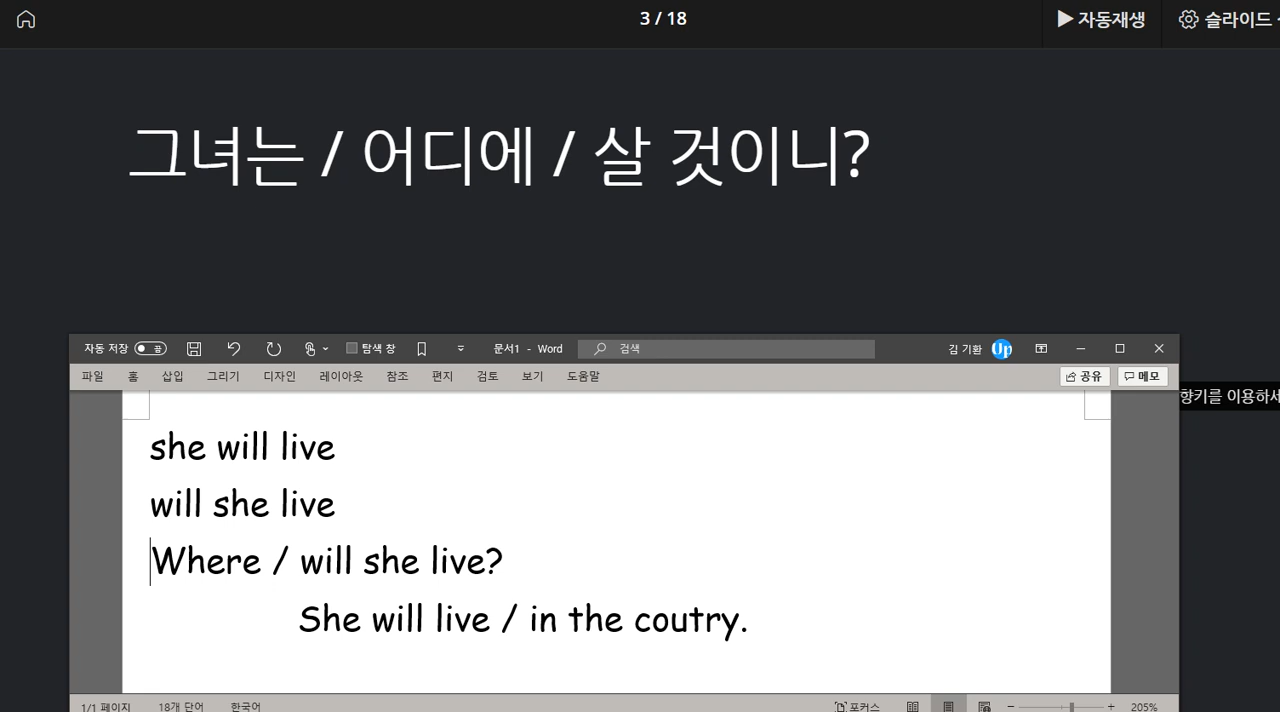 3 / 18
▶ 자동재생
슬라이드
그녀는 / 어디에 / 살 것이니?
자동 저장 끔
탐색 창
문서1 - Word
검색
김 기환
Up
파일 홈 삽입 그리기 디자인 레이아웃 참조 편지 검토 보기 도움말
공유
메모
향키를 이용하세
she will live
will she live
Where / will she live?
She will live / in the coutry.
1/1 페이지 18개 단어 한국어
포커스
205%